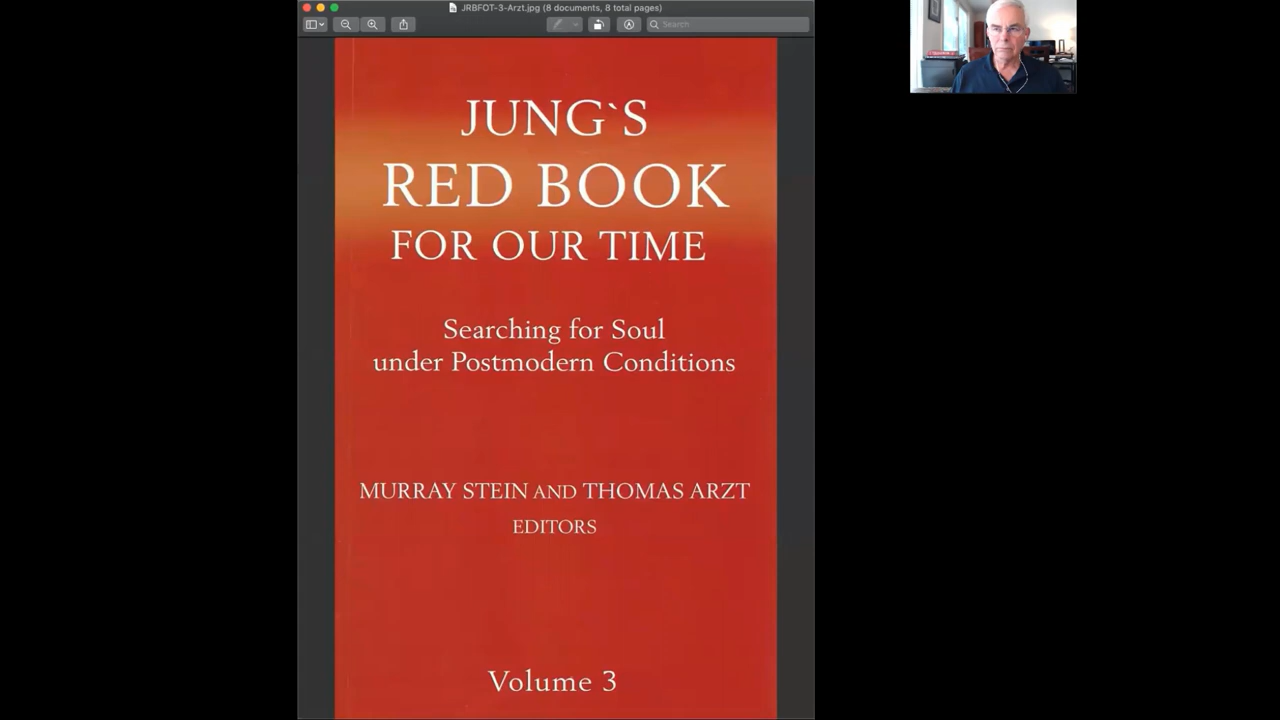 JRBFOT-3-Arzt.jpg (8 documents, 8 total pages)
Search
JUNG`S
RED BOOK
FOR OUR TIME
Searching for Soul
under Postmodern Conditions
MURRAY STEIN AND THOMAS ARZT
EDITORS
Volume 3